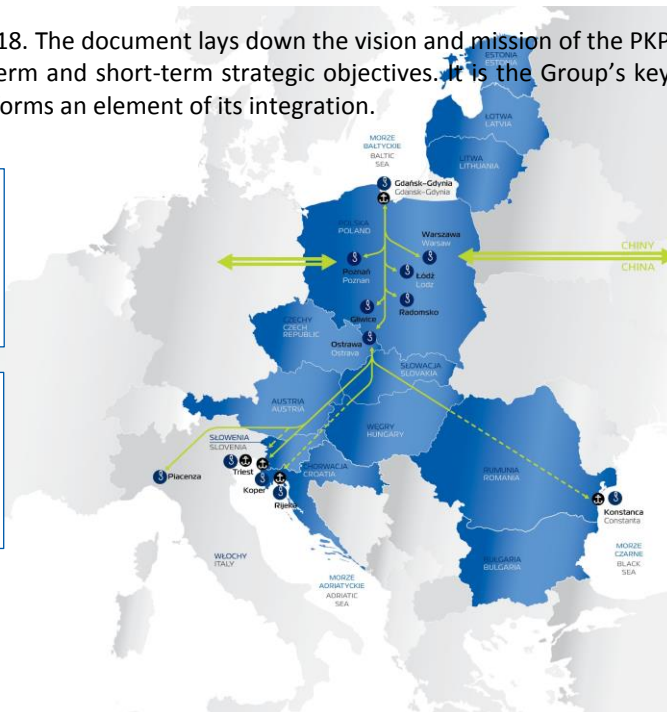 18. The document lays down the vision and mission of the PKP
erm and short-term strategic objectives. It is the Group's key
orms an element of its integration.
ESTONIA
ESTONIA
ŁOTWA
LATVIA
LITWA
LITHUANIA
MORZE
BAŁTYCKIE
BALTIC
SEA
Gdańsk-Gdynia
Gdansk-Gdynia
POLSKA
POLAND
Warszawa
Warsaw
CHINY
CHINA
Poznań
Poznan
Łódź
Lodz
Gliwice
Radomsko
CZECHY
CZECH
REPUBLIC
Ostrawa
Ostrava
SŁOWACJA
SLOVAKIA
AUSTRIA
AUSTRIA
WĘGRY
HUNGARY
SŁOWENIA
SLOVENIA
CHORWACJA
CROATIA
RUMUNIA
ROMANIA
Piacenza
Triest
Koper
Rijeka
Konstanca
Constanta
WŁOCHY
ITALY
MORZE
CZARNE
BLACK
SEA
BUŁGARIA
BULGARIA
MORZE
ADRIATYCKIE
ADRIATIC
SEA